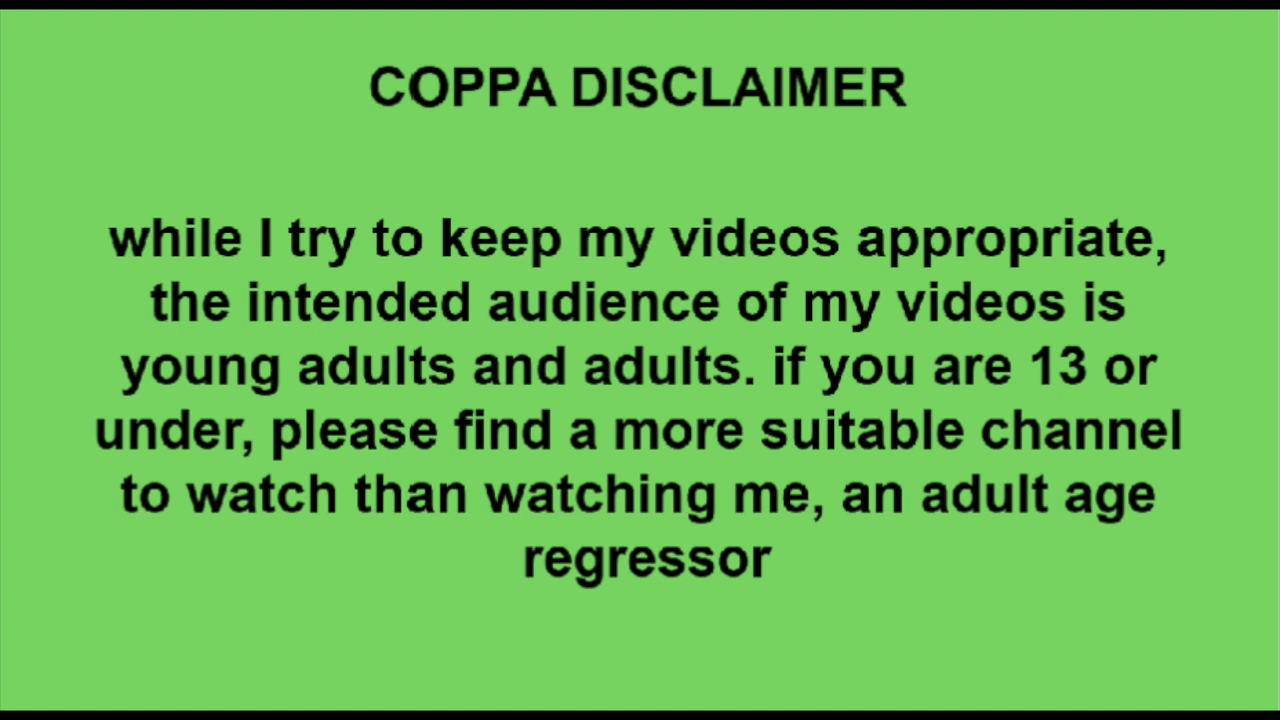 COPPA DISCLAIMER
while I try to keep my videos appropriate,
the intended audience of my videos is
young adults and adults. if you are 13 or
under, please find a more suitable channel
to watch than watching me, an adult age
regressor